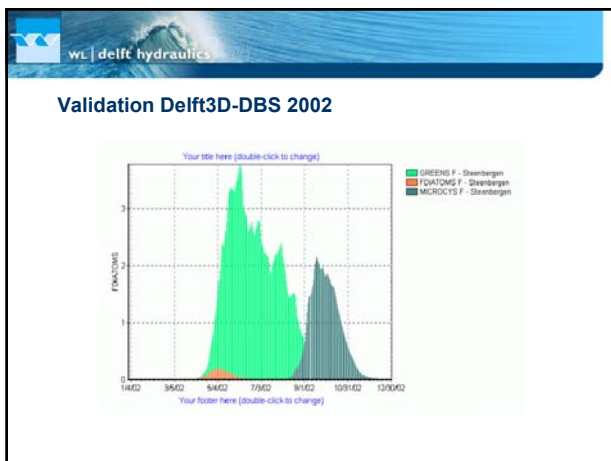 WL | delft hydraulics
Validation Delft3D-DBS 2002
Your title here (double-click to change)
GREENS F - Steenbergen
FDIATOMS F - Steenbergen
MICROCYS F - Steenbergen
FDIATOMS
3
2
1
0
1/4/02 3/5/02 5/4/02 7/3/02 9/1/02 10/31/02 12/30/02
Your footer here (double-click to change)